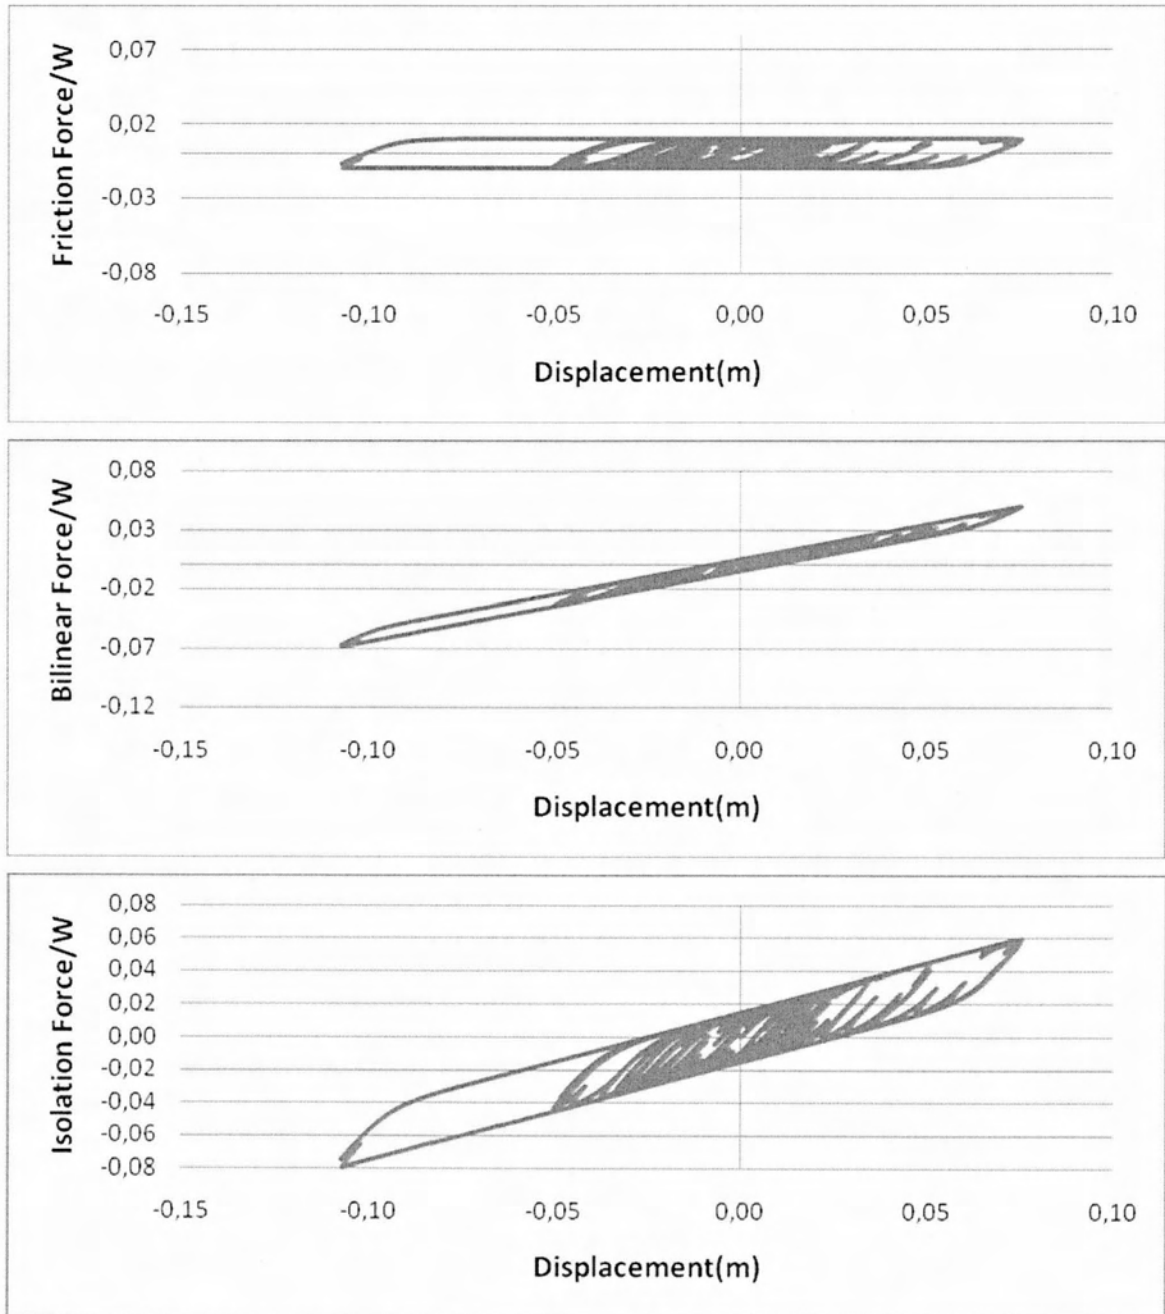 Friction Force/W
0,07
0,02
-0,03
-0,08
-0,15 -0,10 -0,05 0,00 0,05 0,10
Displacement(m)
Bilinear Force/W
0,08
0,03
-0,02
-0,07
-0,12
-0,15 -0,10 -0,05 0,00 0,05 0,10
Displacement(m)
Isolation Force/W
0,08
0,06
0,04
0,02
0,00
-0,02
-0,04
-0,06
-0,08
-0,15 -0,10 -0,05 0,00 0,05 0,10
Displacement(m)